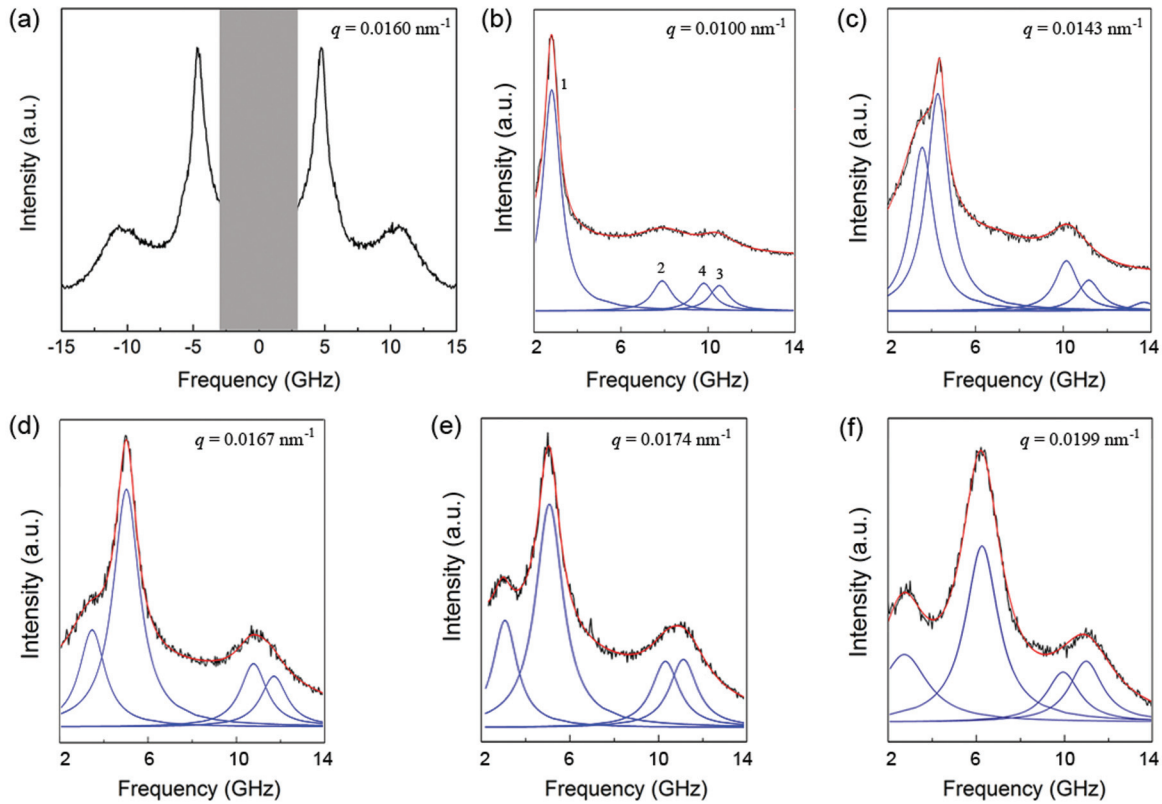 (a)
q = 0.0160 nm⁻¹
Intensity (a.u.)
-15 -10 -5 0 5 10 15
Frequency (GHz)
(b)
q = 0.0100 nm⁻¹
Intensity (a.u.)
1
2 4 3
2 6 10 14
Frequency (GHz)
(c)
q = 0.0143 nm⁻¹
Intensity (a.u.)
2 6 10 14
Frequency (GHz)
(d)
q = 0.0167 nm⁻¹
Intensity (a.u.)
2 6 10 14
Frequency (GHz)
(e)
q = 0.0174 nm⁻¹
Intensity (a.u.)
2 6 10 14
Frequency (GHz)
(f)
q = 0.0199 nm⁻¹
Intensity (a.u.)
2 6 10 14
Frequency (GHz)